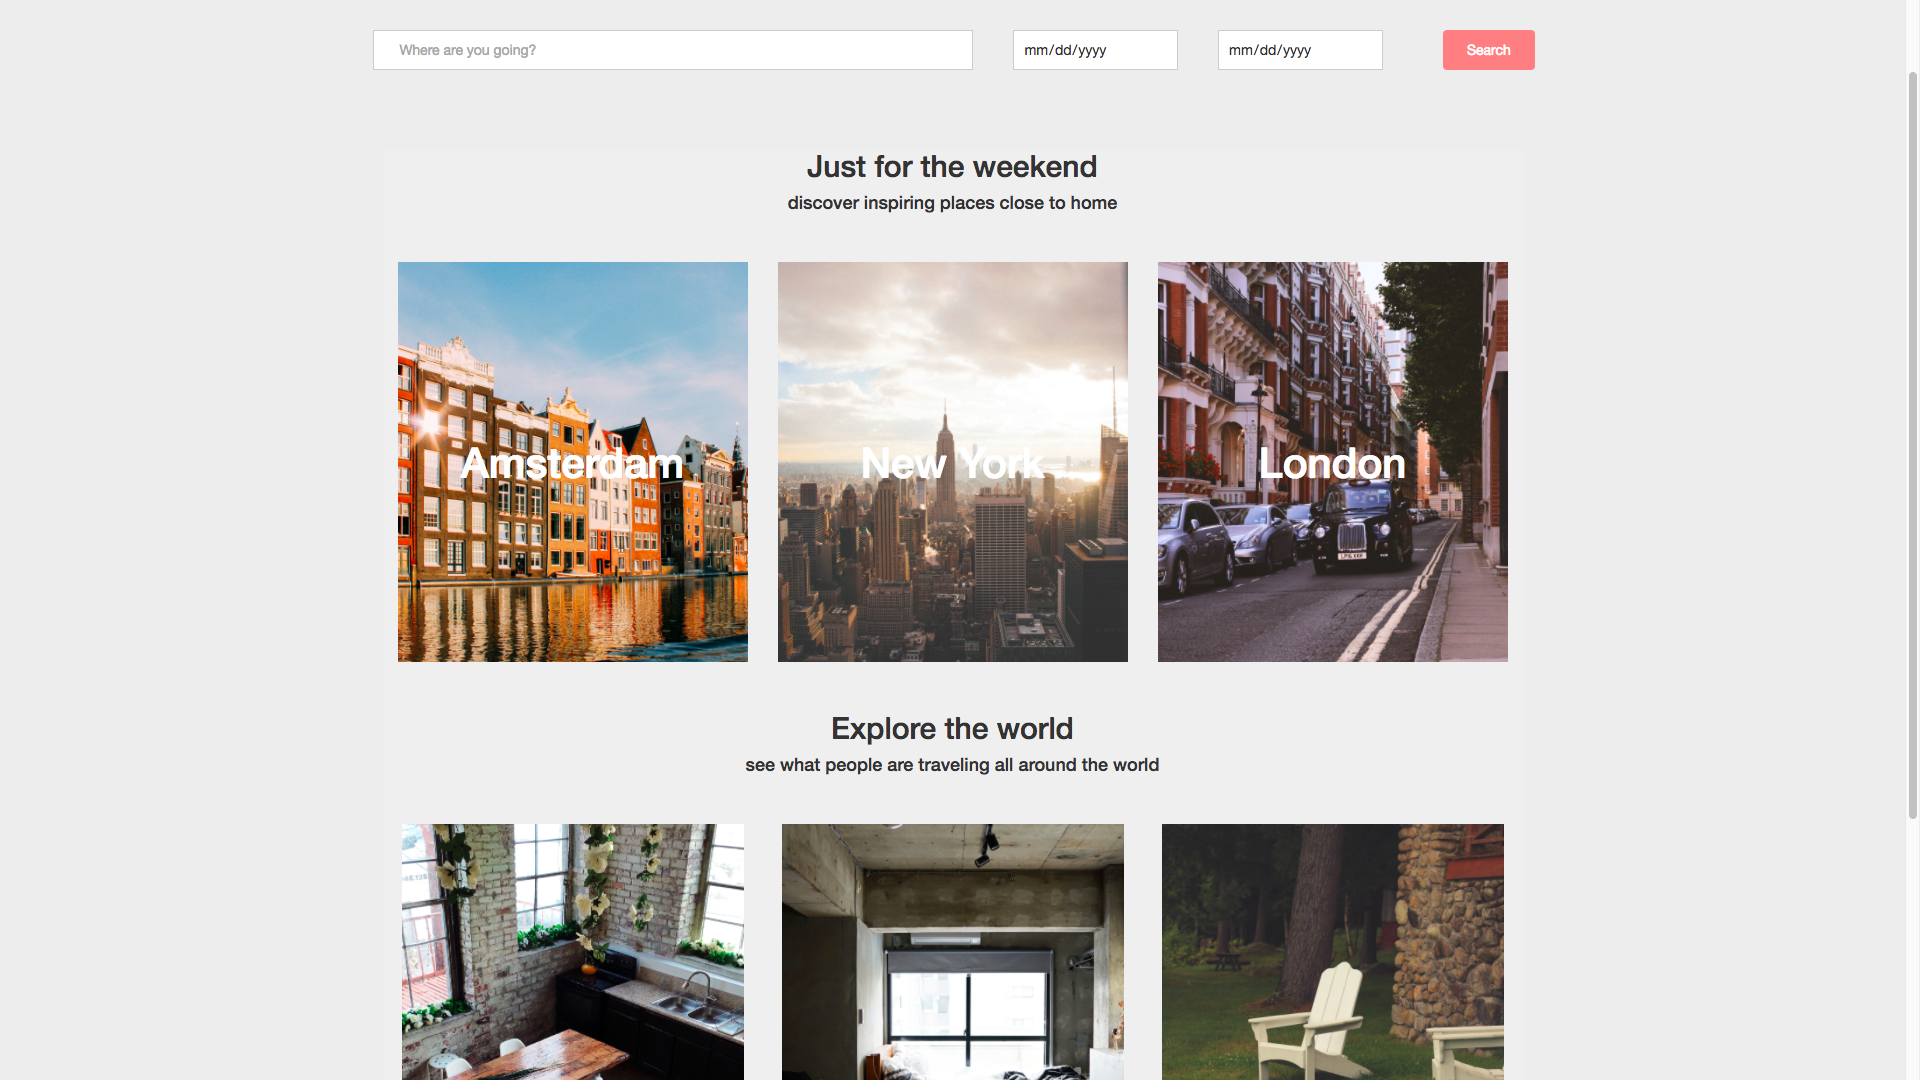 Where are you going?
mm/dd/yyyy
mm/dd/yyyy
Search
Just for the weekend
discover inspiring places close to home
Amsterdam
New York
London
Explore the world
see what people are traveling all around the world